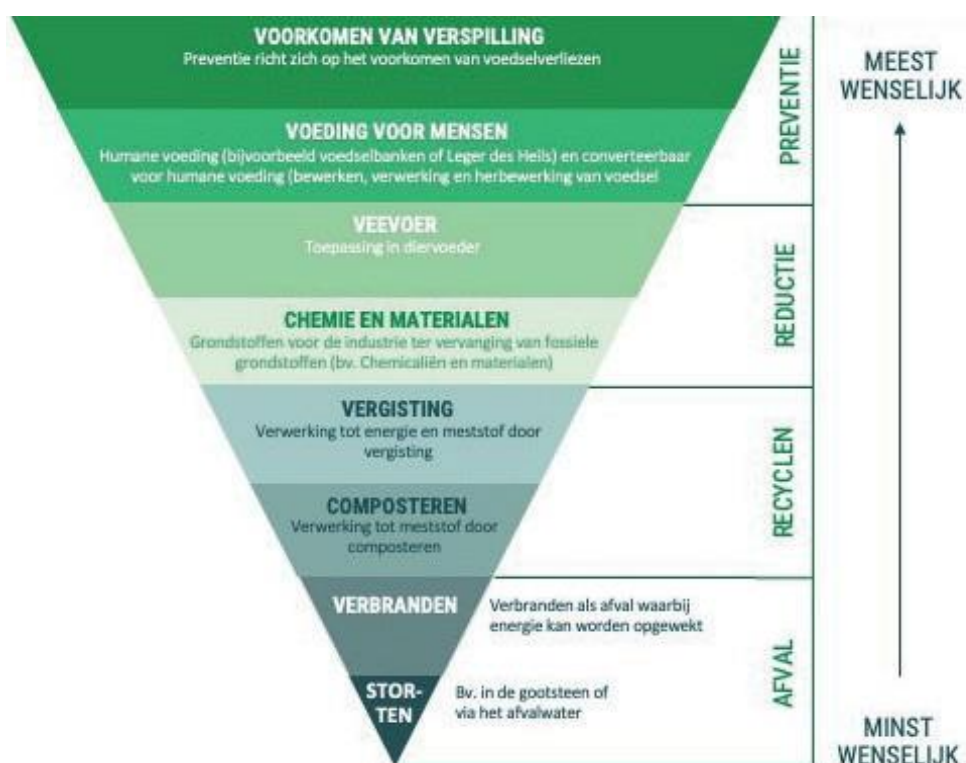 VOORKOMEN VAN VERSPILLING
Preventie richt zich op het voorkomen van voedselverliezen
VOEDING VOOR MENSEN
Humane voeding (bijvoorbeeld voedselbanken of Leger des Heils) en converteerbaar
voor humane voeding (bewerken, verwerking en herbewerking van voedsel
VEEVOER
Toepassing in diervoeder
CHEMIE EN MATERIALEN
Grondstoffen voor de industrie ter vervanging van fossiele
grondstoffen (bv. Chemicaliën en materialen)
VERGISTING
Verwerking tot energie en meststof door
vergisting
COMPOSTEREN
Verwerking tot meststof door
composteren
VERBRANDEN
Verbranden als afval waarbij
energie kan worden opgewekt
STOR-
TEN
Bv. in de gootsteen of
via het afvalwater
PREVENTIE
REDUCTIE
RECYCLEN
AFVAL
MEEST
WENSELIJK
MINST
WENSELIJK